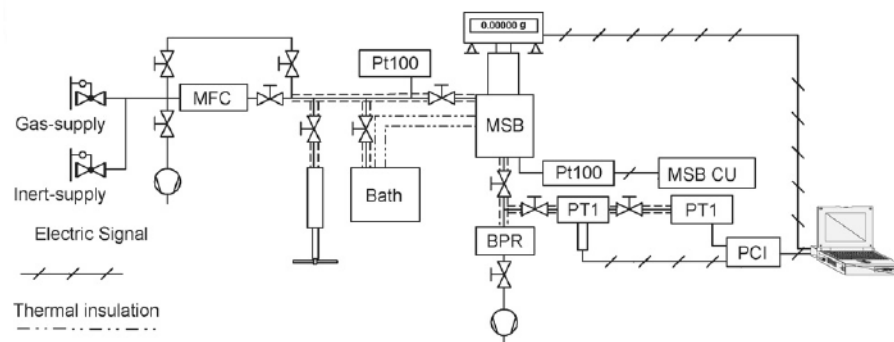 0.00000 g
Pt100
MFC
MSB
Gas-supply
Inert-supply
Bath
Pt100
MSB CU
PT1
PT1
Electric Signal
BPR
PCI
Thermal insulation